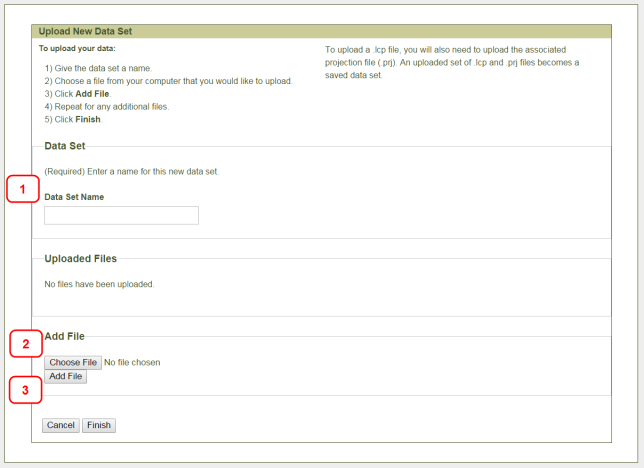 Upload New Data Set
To upload your data:
1) Give the data set a name.
2) Choose a file from your computer that you would like to upload.
3) Click Add File.
4) Repeat for any additional files.
5) Click Finish.
To upload a .lcp file, you will also need to upload the associated
projection file (.prj). An uploaded set of .lcp and .prj files becomes a
saved data set.
Data Set
(Required) Enter a name for this new data set.
1
Data Set Name
Uploaded Files
No files have been uploaded.
Add File
2
Choose File No file chosen
Add File
3
Cancel Finish